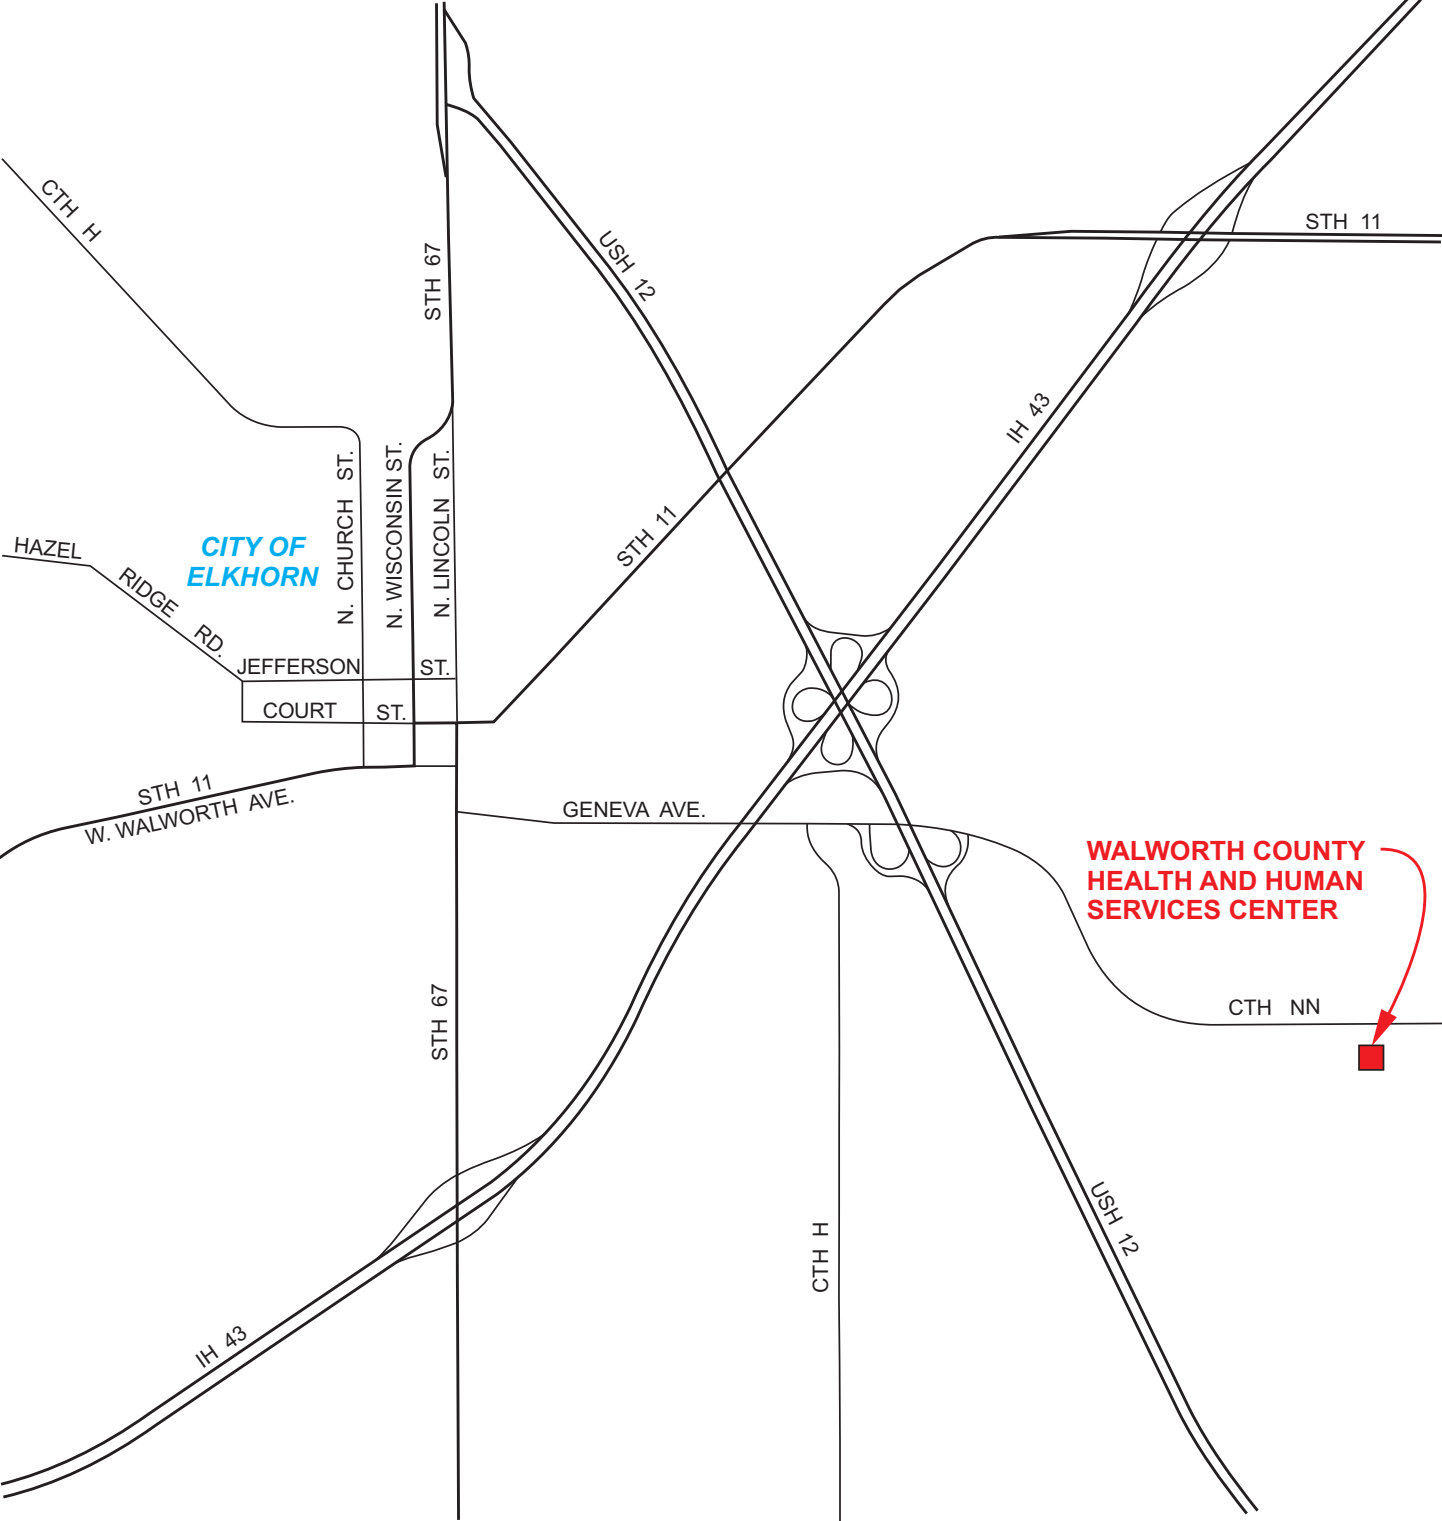 STH 11
CTH H
STH 67
USH 12
IH 43
N. CHURCH ST.
N. WISCONSIN ST.
N. LINCOLN ST.
STH 11
HAZEL
RIDGE RD.
CITY OF
ELKHORN
JEFFERSON ST.
COURT ST.
STH 11
W. WALWORTH AVE.
GENEVA AVE.
WALWORTH COUNTY
HEALTH AND HUMAN
SERVICES CENTER
STH 67
CTH NN
CTH H
USH 12
IH 43